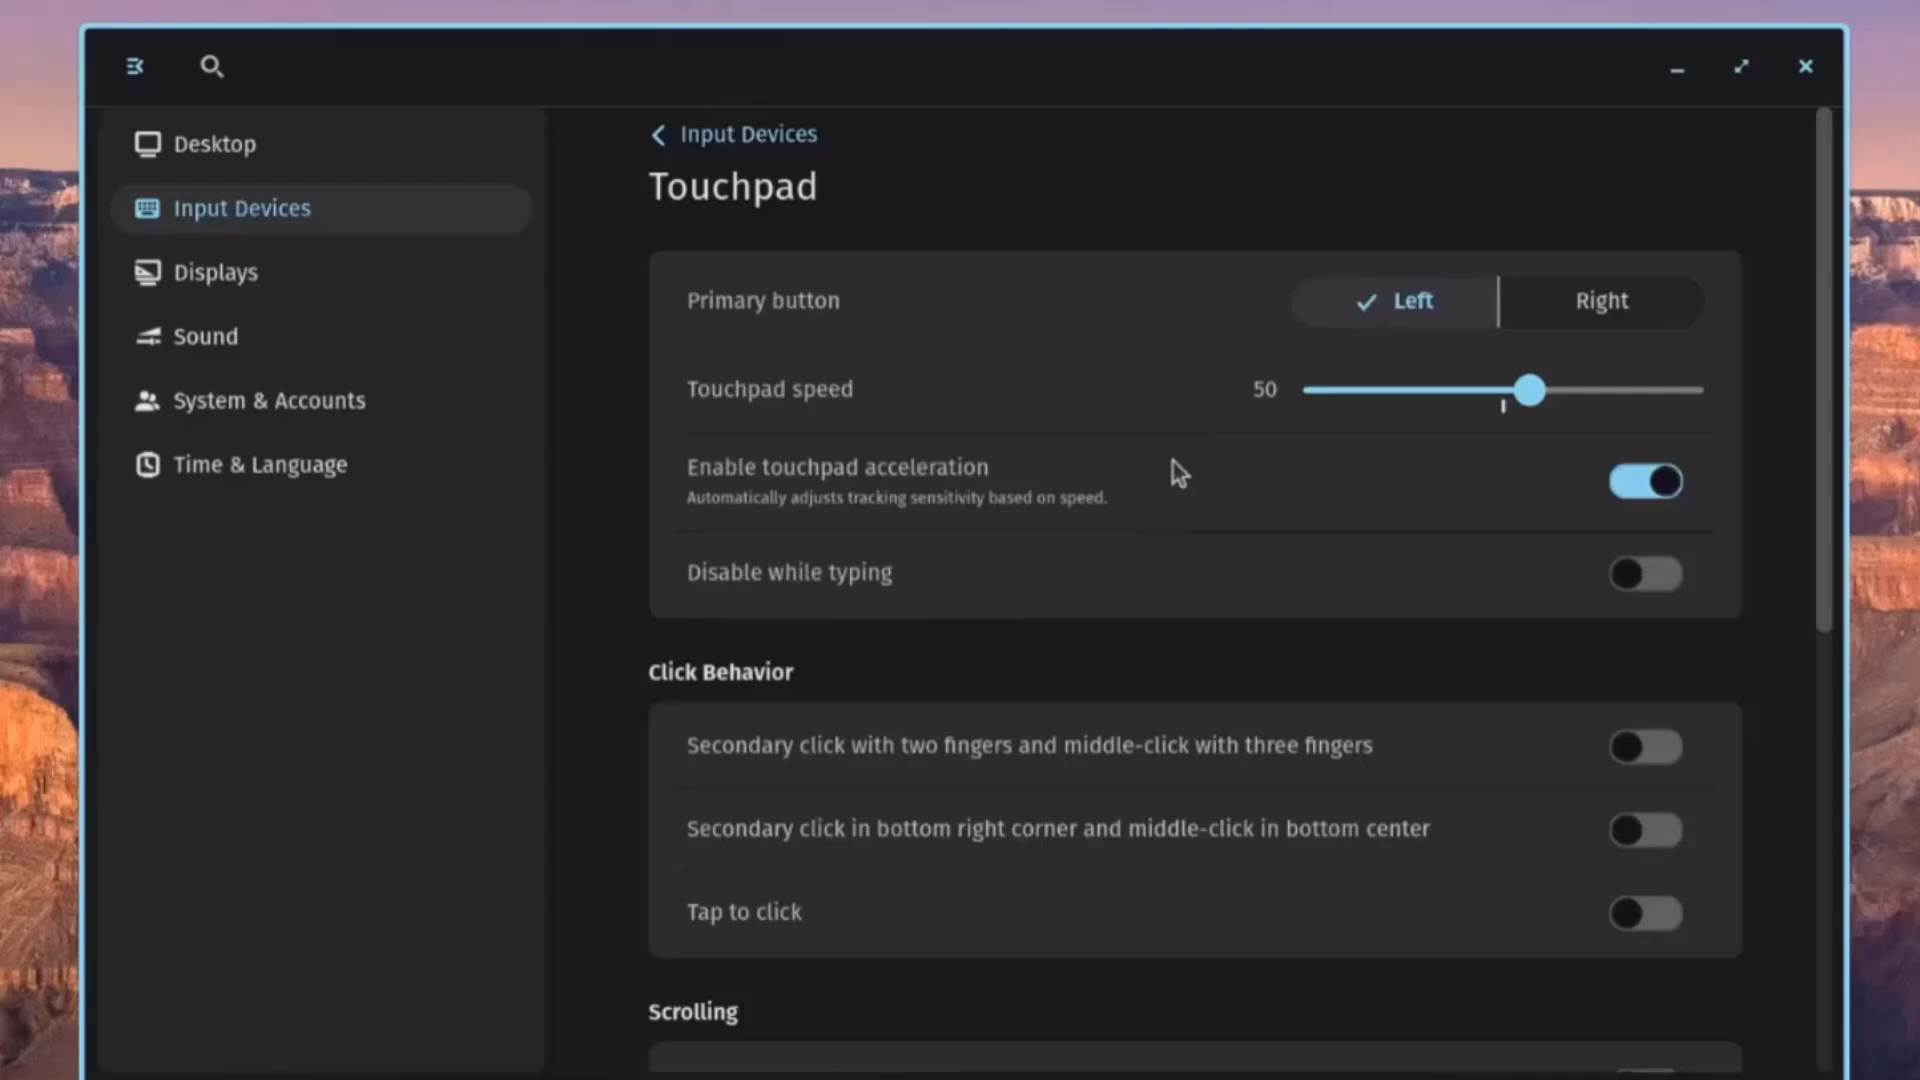 Desktop
Input Devices
Displays
Sound
System & Accounts
Time & Language
Input Devices
Touchpad
Primary button
Left
Right
Touchpad speed
50
Enable touchpad acceleration
Automatically adjusts tracking sensitivity based on speed.
Disable while typing
Click Behavior
Secondary click with two fingers and middle-click with three fingers
Secondary click in bottom right corner and middle-click in bottom center
Tap to click
Scrolling